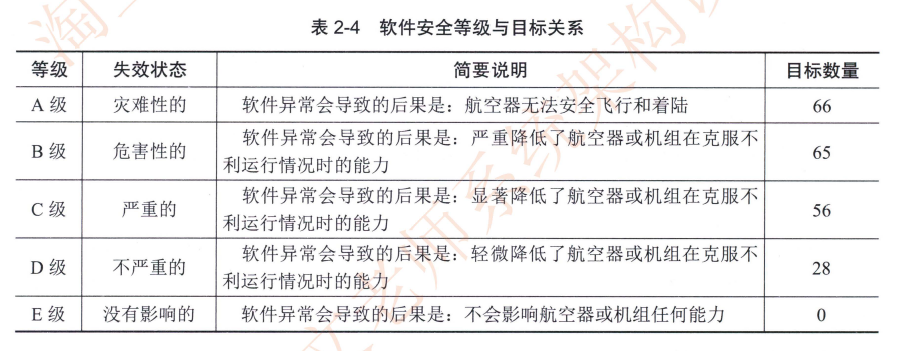 表 2-4 软件安全等级与目标关系
等级 失效状态 简要说明 目标数量
A 级 灾难性的 软件异常会导致的后果是：航空器无法安全飞行和着陆 66
B 级 危害性的 软件异常会导致的后果是：严重降低了航空器或机组在克服不
利运行情况时的能力 65
C 级 严重的 软件异常会导致的后果是：显著降低了航空器或机组在克服不
利运行情况时的能力 56
D 级 不严重的 软件异常会导致的后果是：轻微降低了航空器或机组在克服不
利运行情况时的能力 28
E 级 没有影响的 软件异常会导致的后果是：不会影响航空器或机组任何能力 0
淘
文老师系统架构